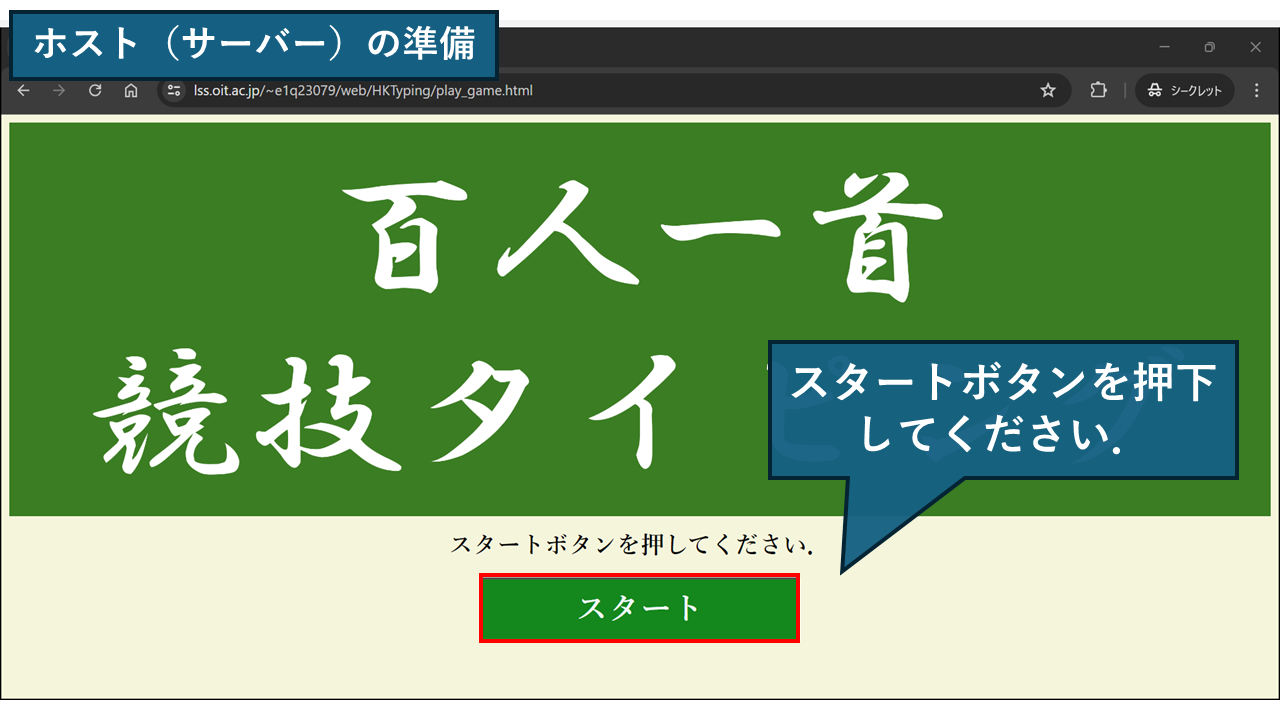 ホスト（サーバー）の準備
lss.oit.ac.jp/~e1q23079/web/HKTyping/play_game.html
シークレット
百人一首
競技タイピング
スタートボタンを押下
してください．
スタートボタンを押してください．
スタート